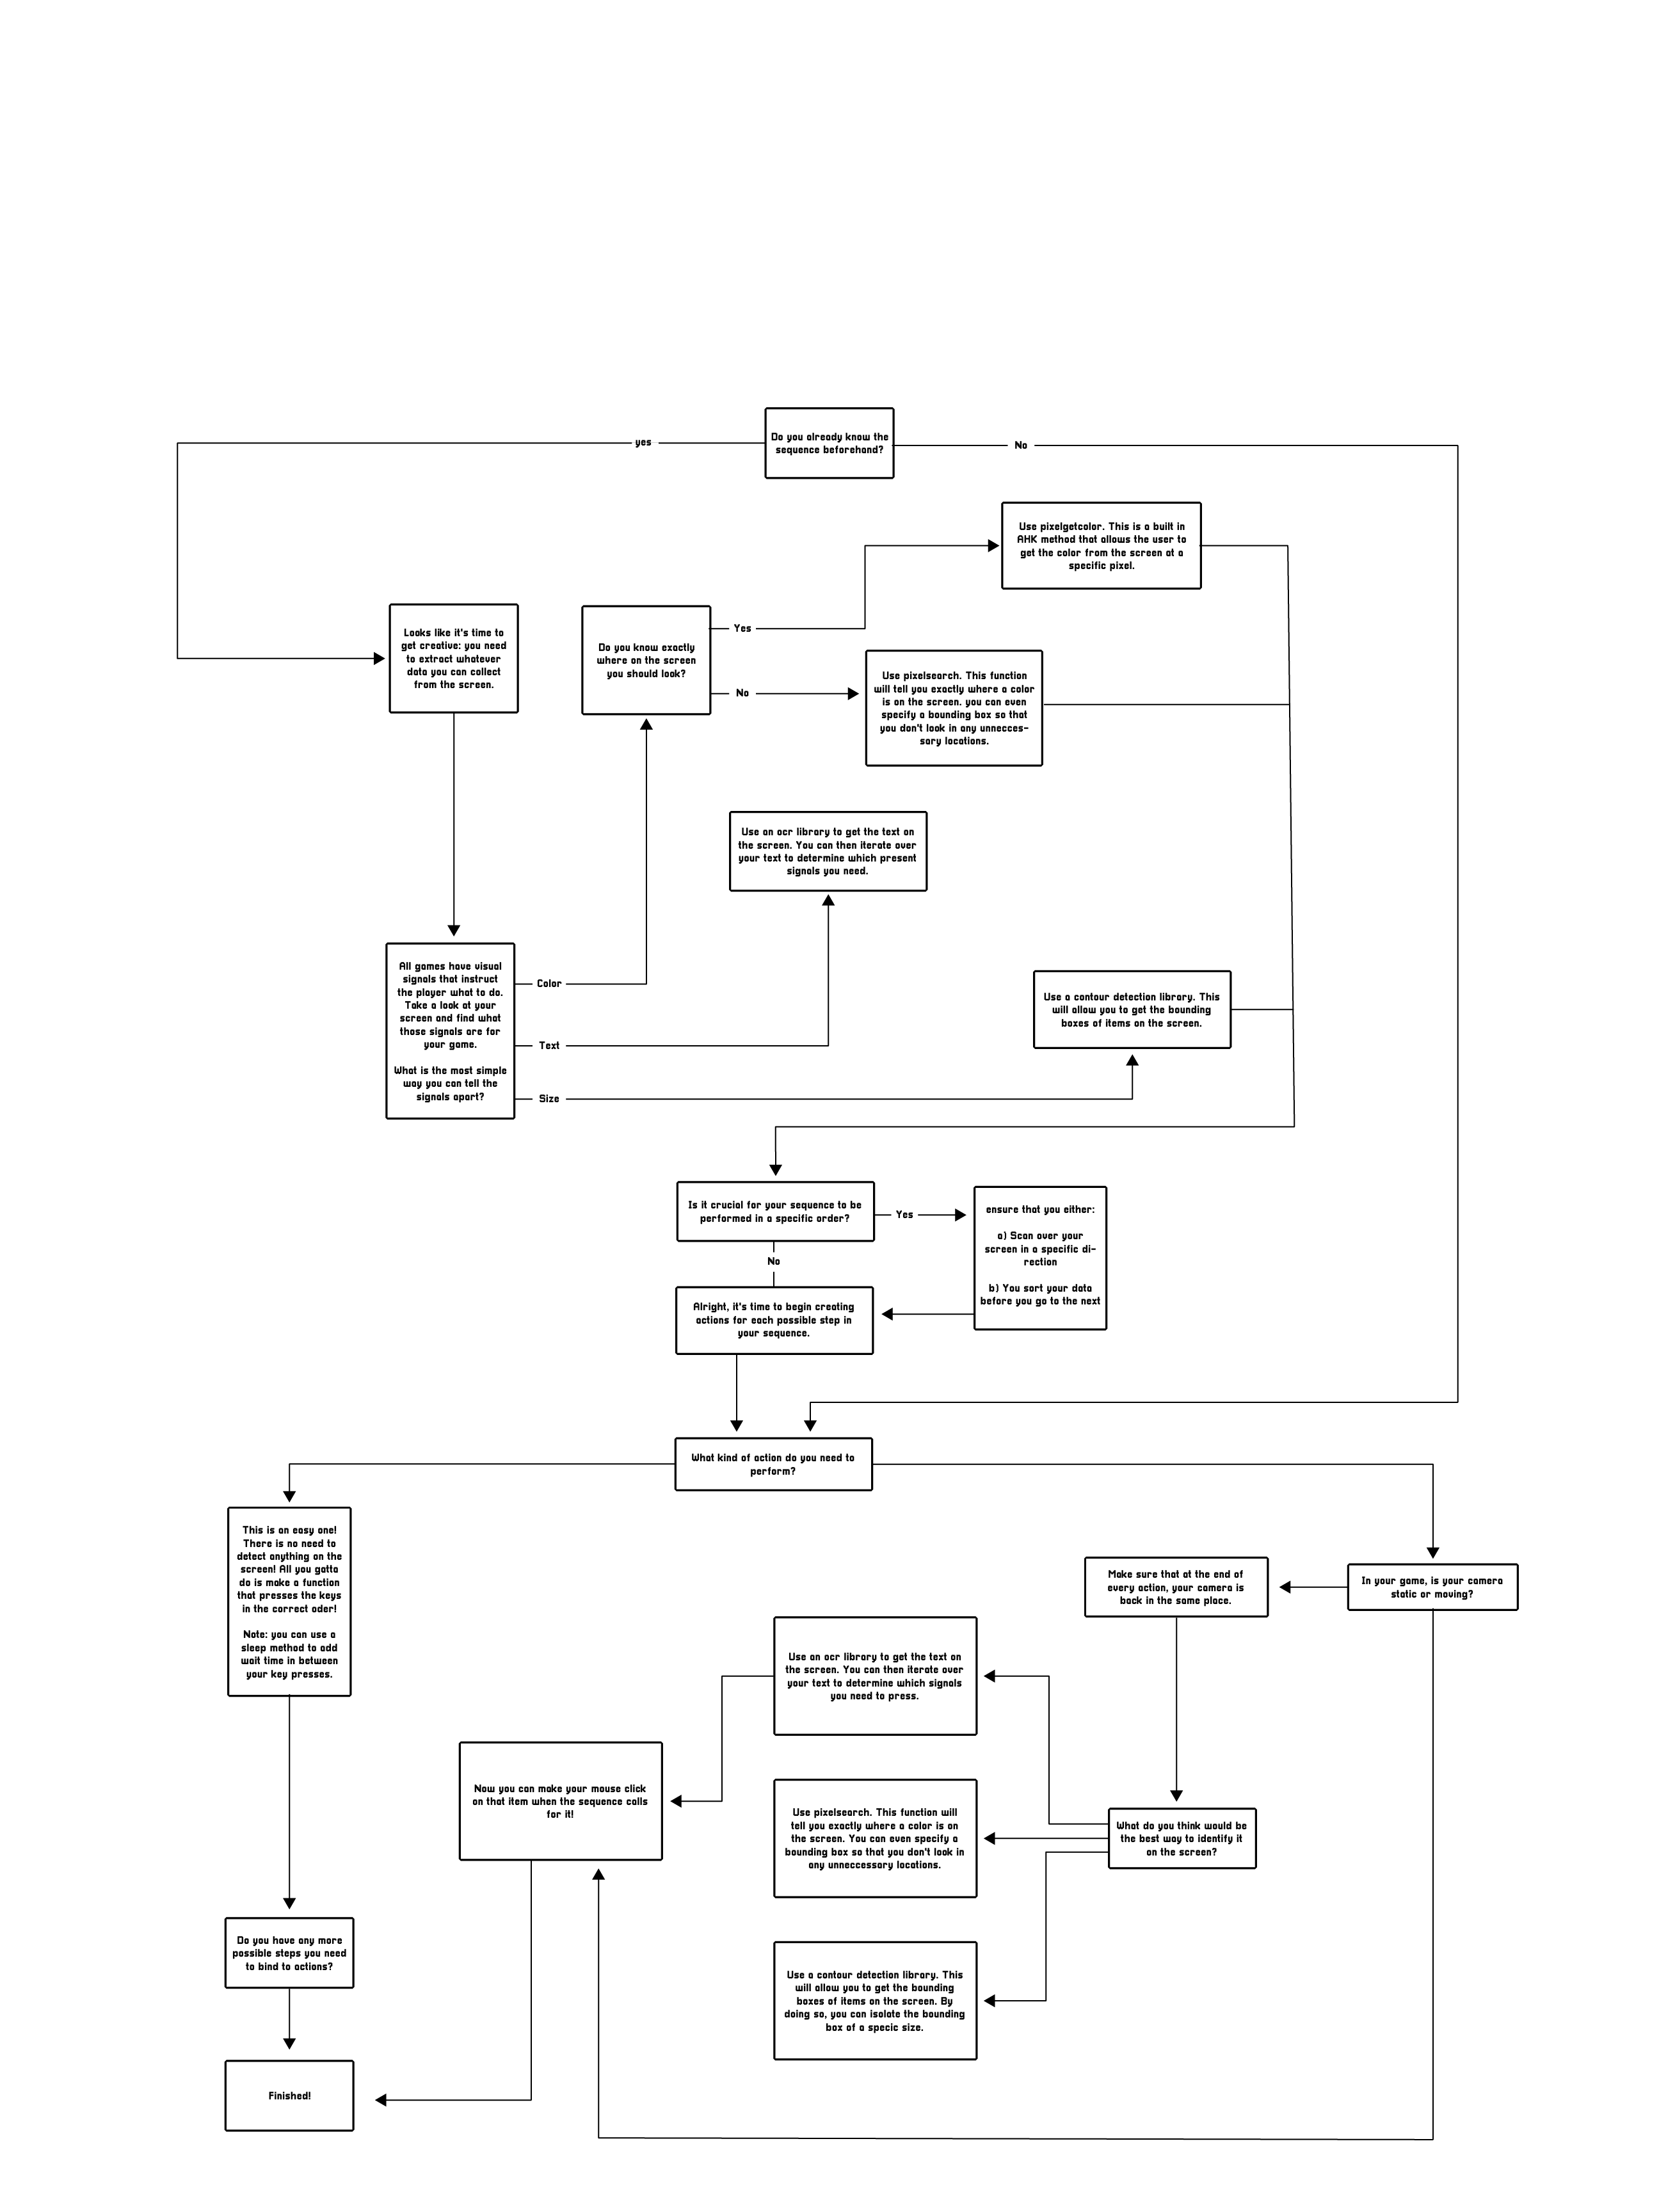 Do you already know the
sequence beforehand?
yes
No
Use pixelgetcolor. This is a built in
AHK method that allows the user to
get the color from the screen at a
specific pixel.
Looks like it's time to
get creative: you need
to extract whatever
data you can collect
from the screen.
Do you know exactly
where on the screen
you should look?
Yes
No
Use pixelsearch. This function
will tell you exactly where a color
is on the screen. you can even
specify a bounding box so that
you don't look in any unneccess-
sary locations.
Use an ocr library to get the text on
the screen. You can then iterate over
your text to determine which present
signals you need.
All games have visual
signals that instruct
the player what to do.
Take a look at your
screen and find what
those signals are for
your game.
What is the most simple
way you can tell the
signals apart?
Color
Text
Size
Use a contour detection library. This
will allow you to get the bounding
boxes of items on the screen.
Is it crucial for your sequence to be
performed in a specific order?
Yes
No
ensure that you either:
a) Scan over your
screen in a specific di-
rection
b) You sort your data
before you go to the next
Alright, it's time to begin creating
actions for each possible step in
your sequence.
What kind of action do you need to
perform?
This is an easy one!
There is no need to
detect anything on the
screen! All you gotta
do is make a function
that presses the keys
in the correct oder!
Note: you can use a
sleep method to add
wait time in between
your key presses.
Make sure that at the end of
every action, your camera is
back in the same place.
In your game, is your camera
static or moving?
Use an ocr library to get the text on
the screen. You can then iterate over
your text to determine which signals
you need to press.
Now you can make your mouse click
on that item when the sequence calls
for it!
Use pixelsearch. This function will
tell you exactly where a color is on
the screen. You can even specify a
bounding box so that you don't look in
any unneccessary locations.
What do you think would be
the best way to identify it
on the screen?
Do you have any more
possible steps you need
to bind to actions?
Use a contour detection library. This
will allow you to get the bounding
boxes of items on the screen. By
doing so, you can isolate the bounding
box of a specic size.
Finished!